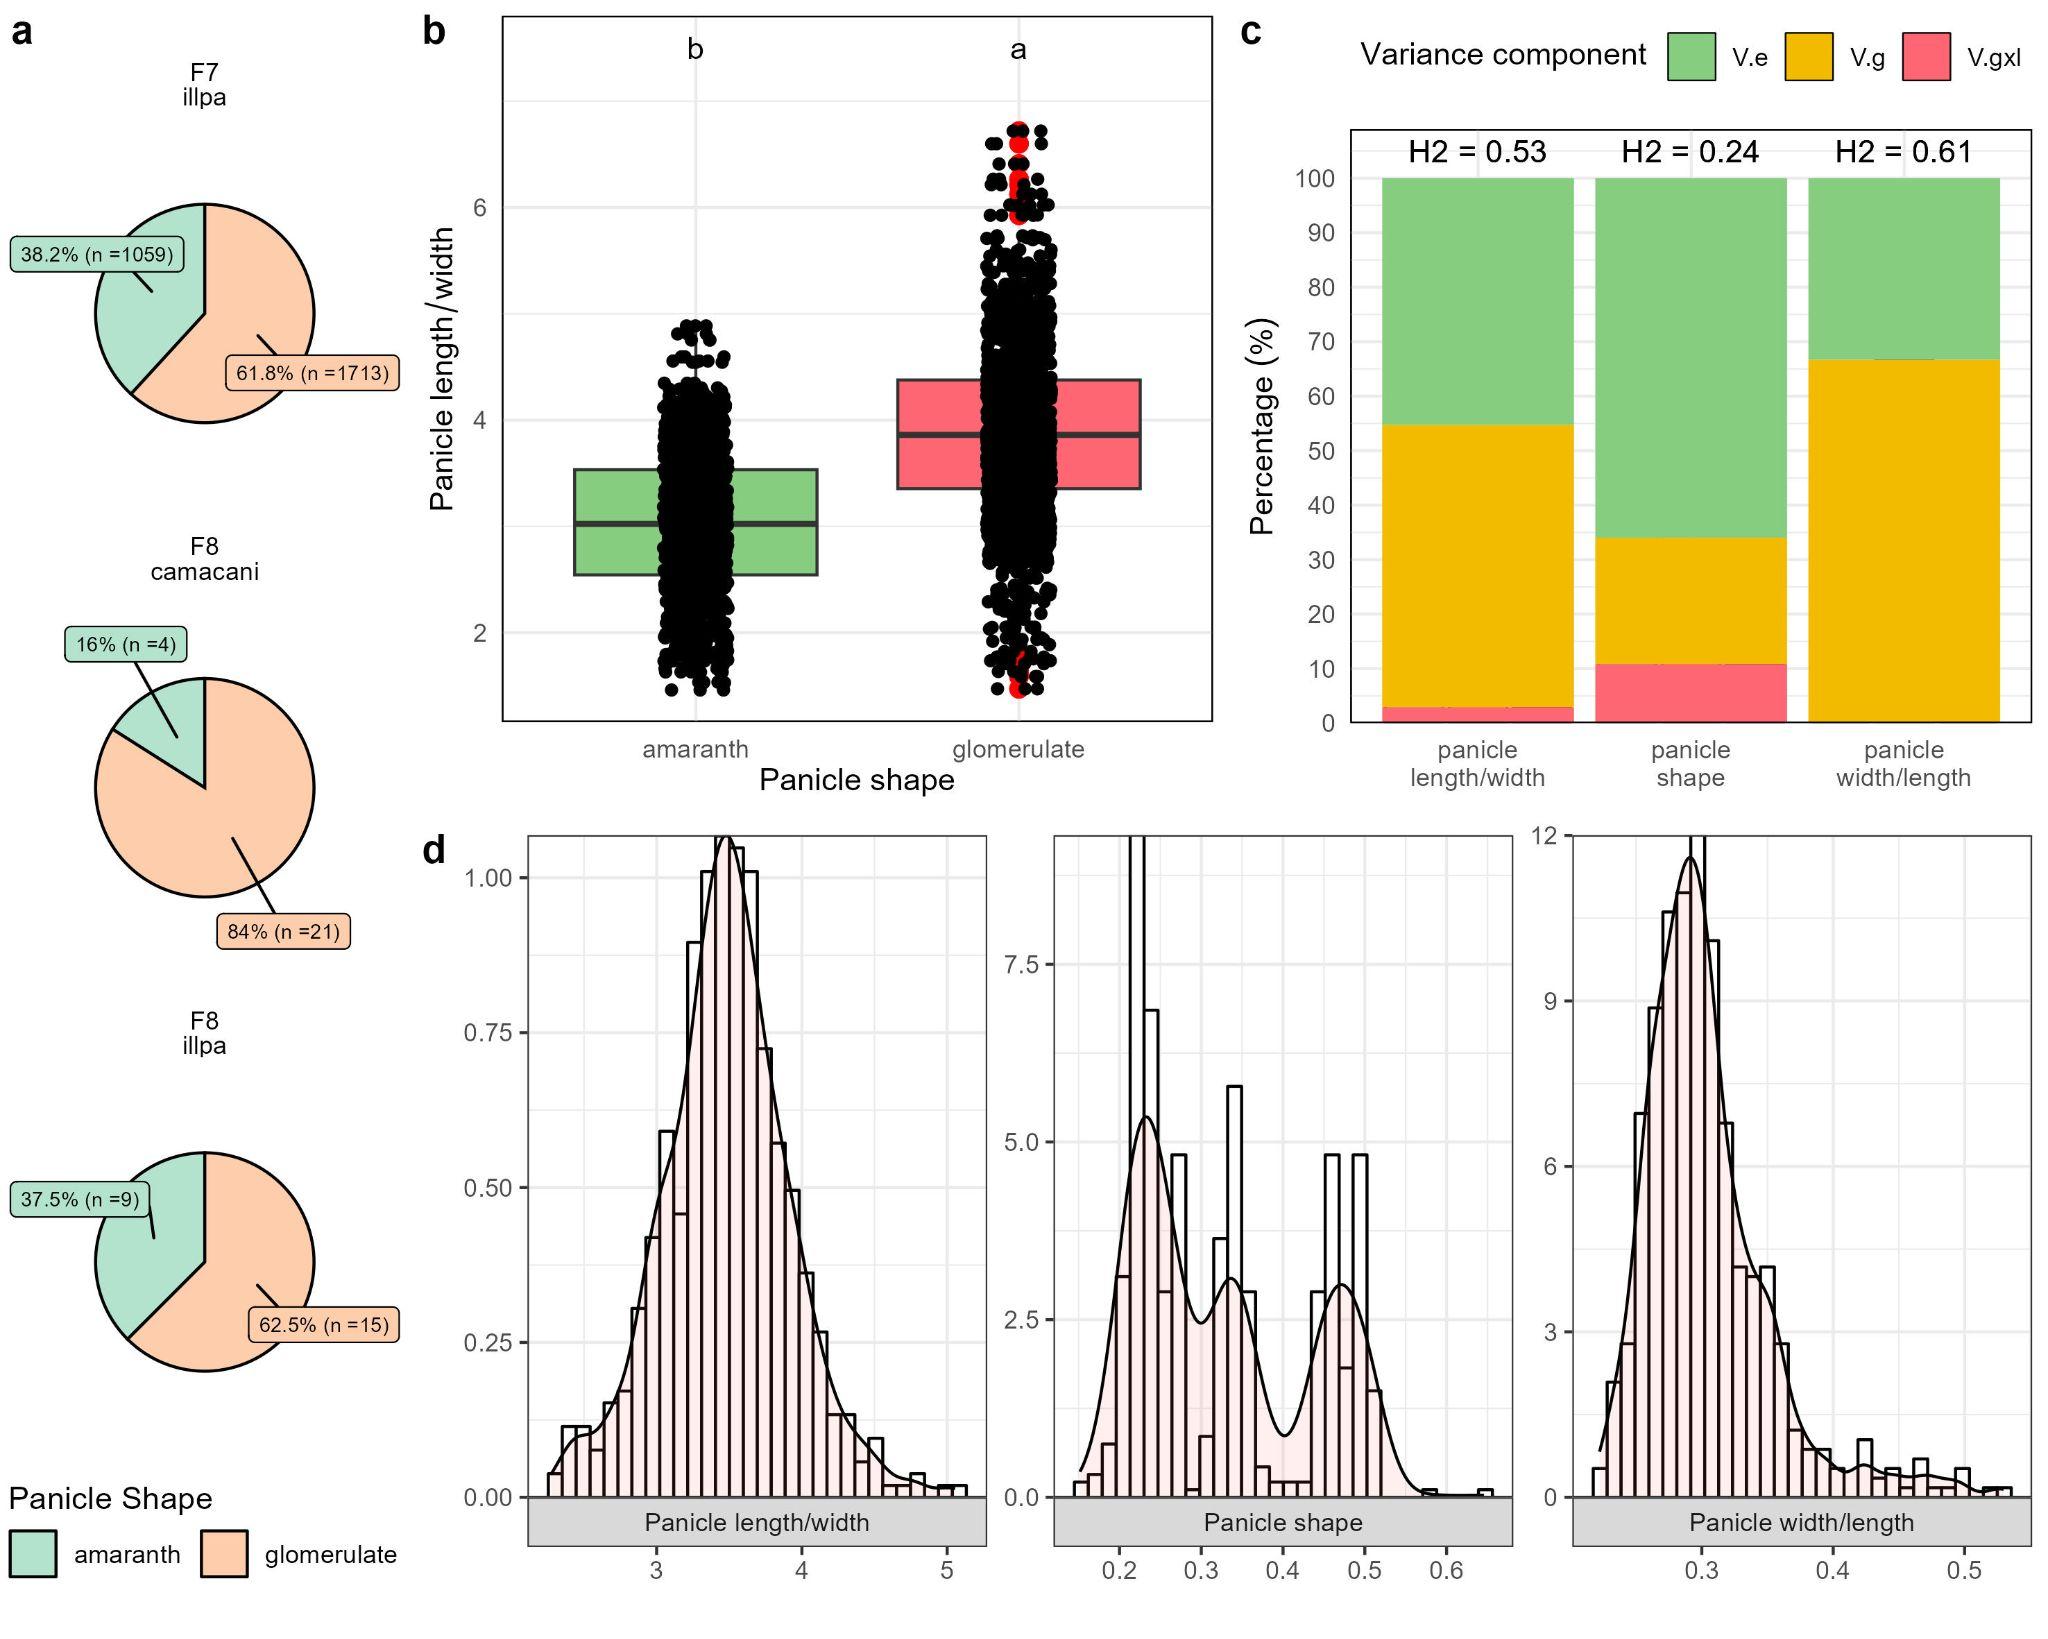 a
F7
illpa
38.2% (n =1059)
61.8% (n =1713)
F8
camacani
16% (n =4)
84% (n =21)
F8
illpa
37.5% (n =9)
62.5% (n =15)
Panicle Shape
amaranth
glomerulate
b
b
a
Panicle length/width
6
4
2
amaranth
glomerulate
Panicle shape
c
Variance component
V.e
V.g
V.gxl
H2 = 0.53
H2 = 0.24
H2 = 0.61
Percentage (%)
100
90
80
70
60
50
40
30
20
10
0
panicle
length/width
panicle
shape
panicle
width/length
d
1.00
0.75
0.50
0.25
0.00
Panicle length/width
3
4
5
7.5
5.0
2.5
0.0
Panicle shape
0.2
0.3
0.4
0.5
0.6
12
9
6
3
0
Panicle width/length
0.3
0.4
0.5